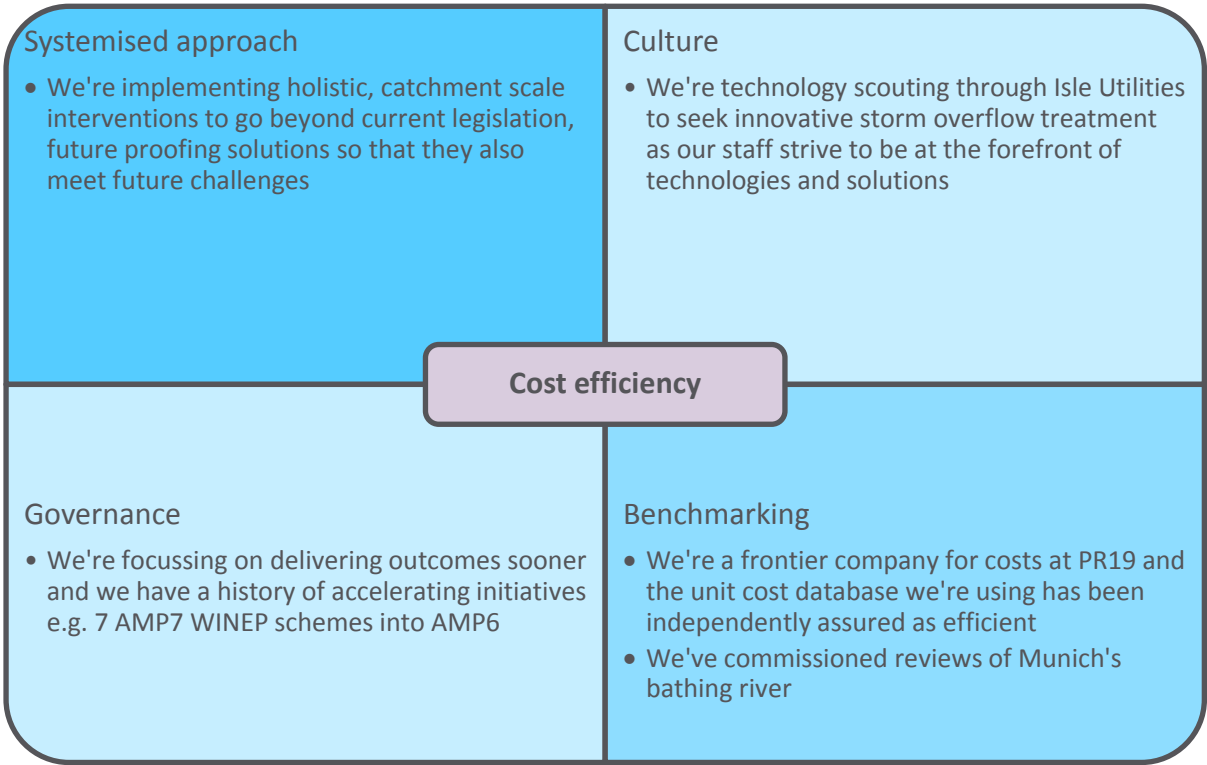 Systemised approach
• We're implementing holistic, catchment scale
interventions to go beyond current legislation,
future proofing solutions so that they also
meet future challenges
Culture
• We're technology scouting through Isle Utilities
to seek innovative storm overflow treatment
as our staff strive to be at the forefront of
technologies and solutions
Cost efficiency
Governance
• We're focussing on delivering outcomes sooner
and we have a history of accelerating initiatives
e.g. 7 AMP7 WINEP schemes into AMP6
Benchmarking
• We're a frontier company for costs at PR19 and
the unit cost database we're using has been
independently assured as efficient
• We've commissioned reviews of Munich's
bathing river